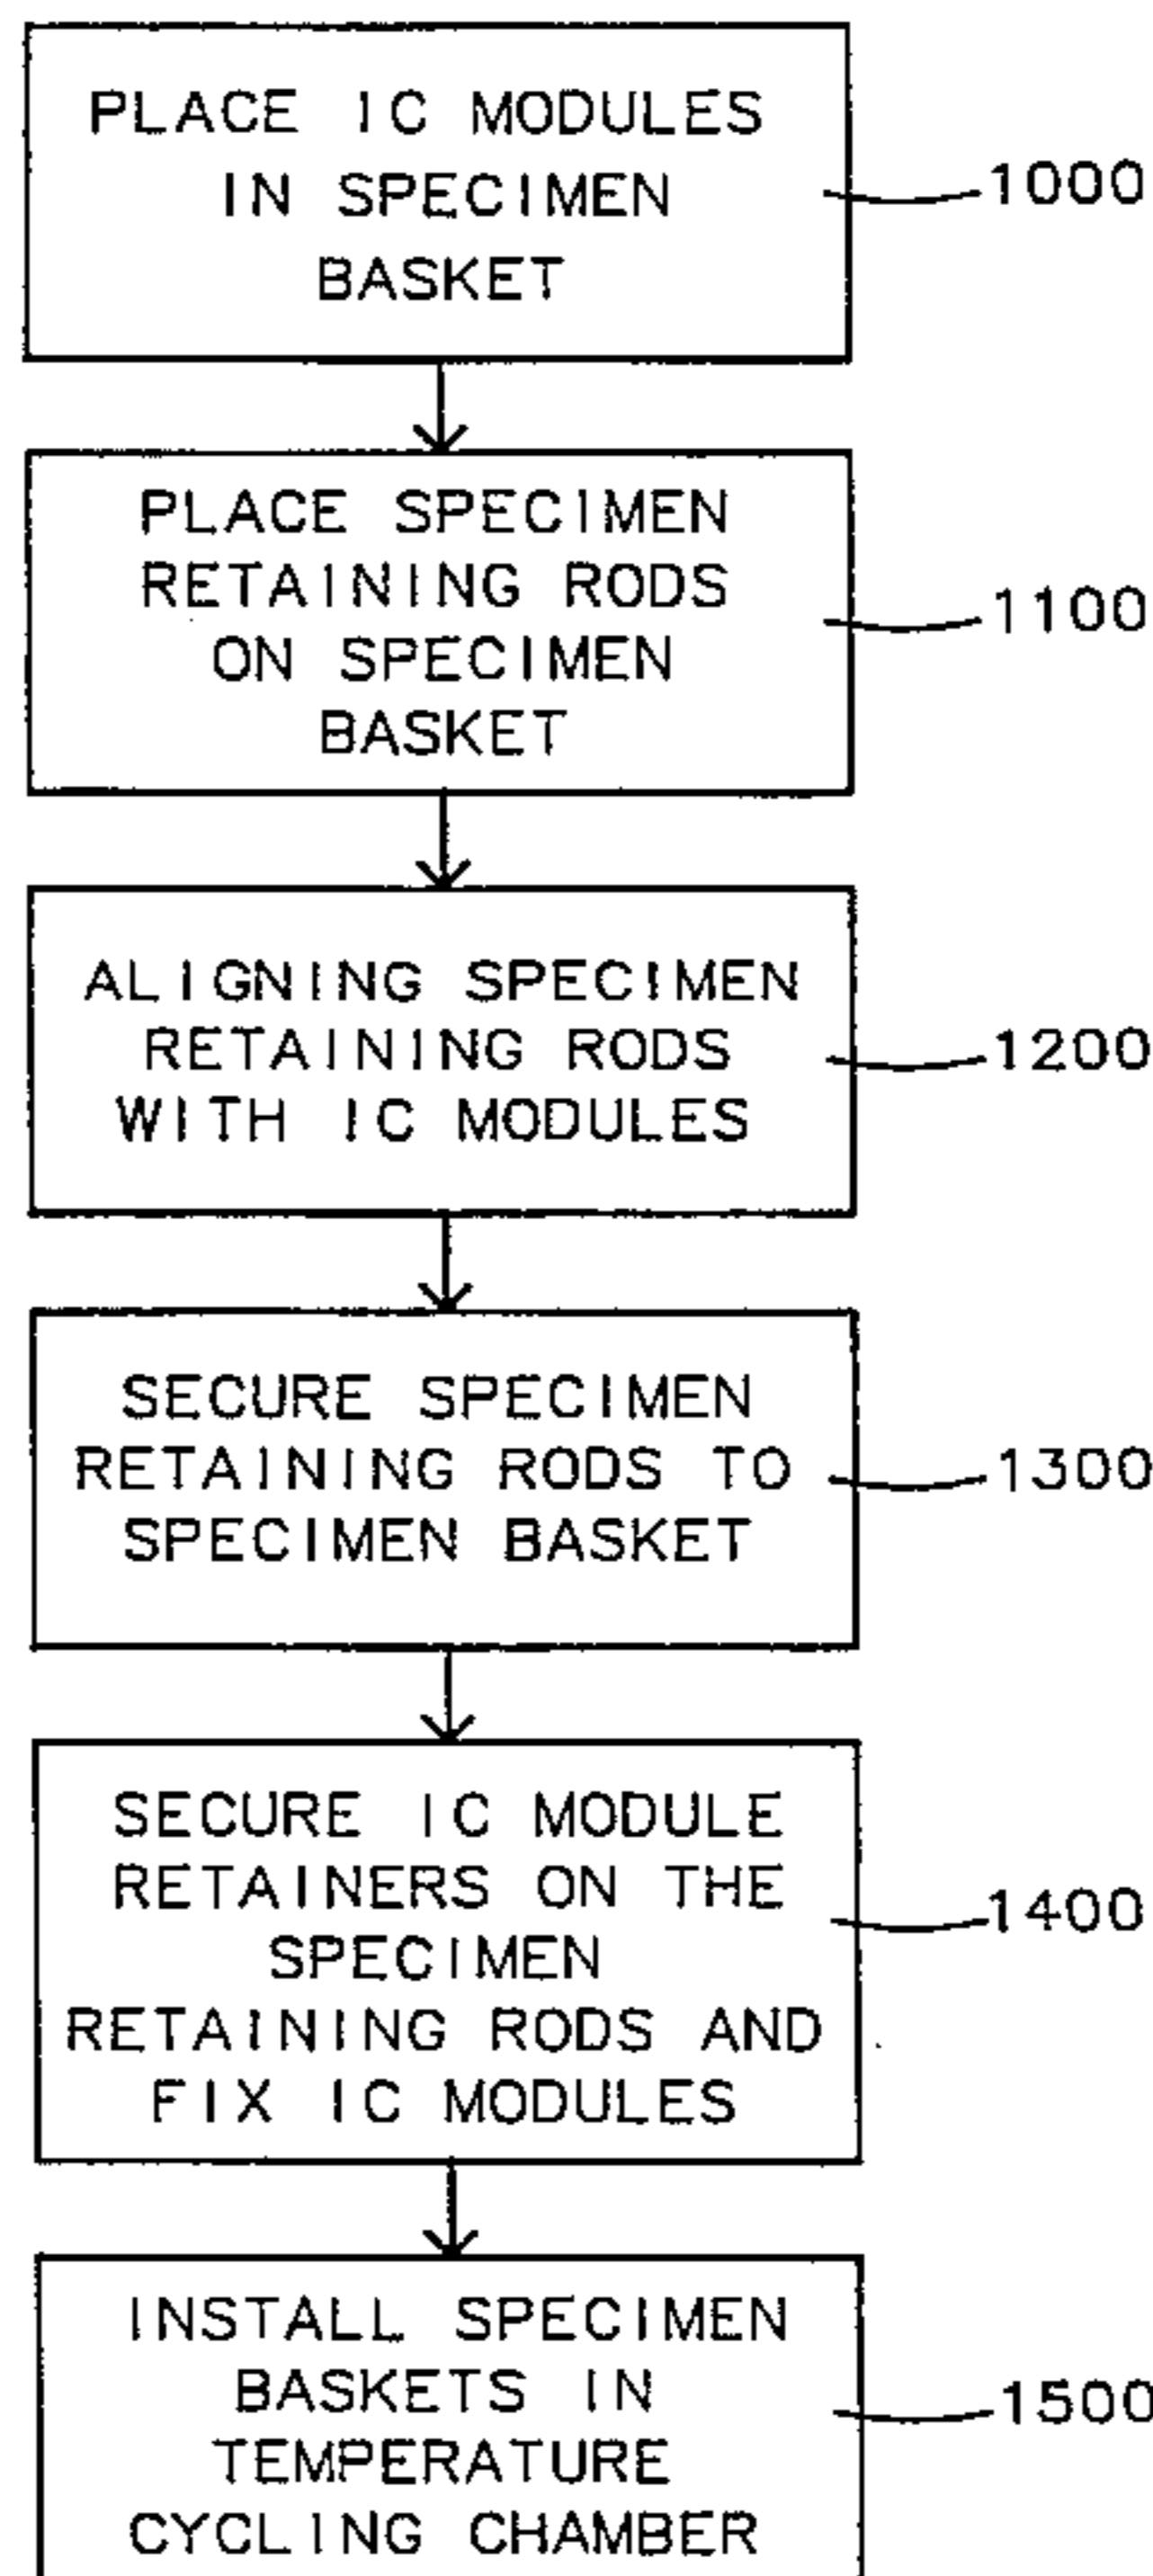 PLACE IC MODULES
IN SPECIMEN
BASKET
1000
PLACE SPECIMEN
RETAINING RODS
ON SPECIMEN
BASKET
1100
ALIGNING SPECIMEN
RETAINING RODS
WITH IC MODULES
1200
SECURE SPECIMEN
RETAINING RODS TO
SPECIMEN BASKET
1300
SECURE IC MODULE
RETAINERS ON THE
SPECIMEN
RETAINING RODS AND
FIX IC MODULES
1400
INSTALL SPECIMEN
BASKETS IN
TEMPERATURE
CYCLING CHAMBER
1500